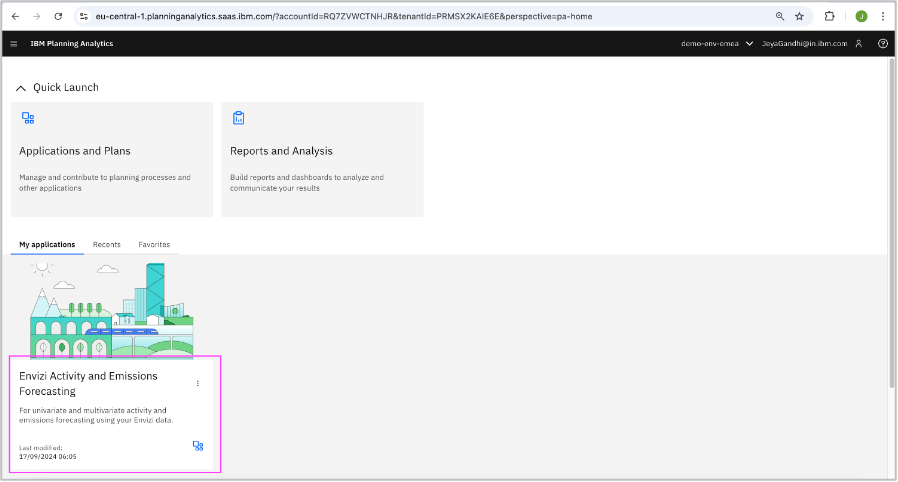 eu-central-1.planninganalytics.saas.ibm.com/?accountId=RQ7ZVWCTNHJR&tenantId=PRMSX2KAIE6E&perspective=pa-home
J
IBM Planning Analytics
demo-env-emea
JeyaGandhi@in.ibm.com
Quick Launch
Applications and Plans
Manage and contribute to planning processes and
other applications
Reports and Analysis
Build reports and dashboards to analyze and
communicate your results
My applications
Recents
Favorites
Envizi Activity and Emissions
Forecasting
For univariate and multivariate activity and
emissions forecasting using your Envizi data.
Last modified:
17/09/2024 06:05